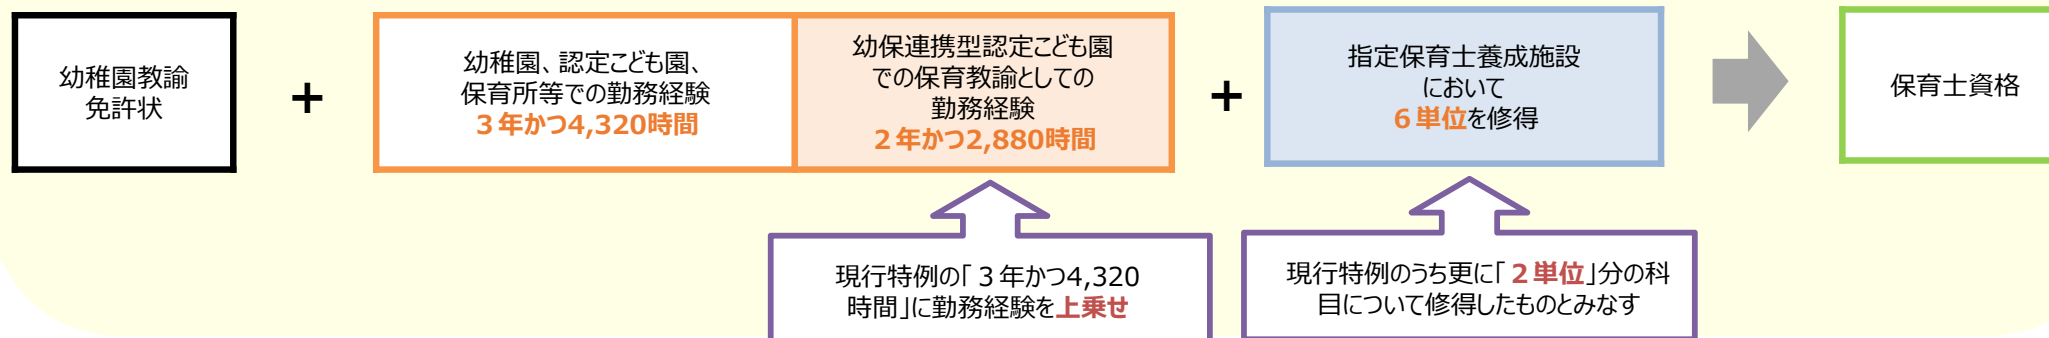 幼稚園教諭
免許状
+
幼稚園、認定こども園、
保育所等での勤務経験
３年かつ4,320時間
幼保連携型認定こども園
での保育教諭としての
勤務経験
２年かつ2,880時間
+
指定保育士養成施設
において
６単位を修得
保育士資格
現行特例の「３年かつ4,320
時間」に勤務経験を上乗せ
現行特例のうち更に「２単位」分の科
目について修得したものとみなす